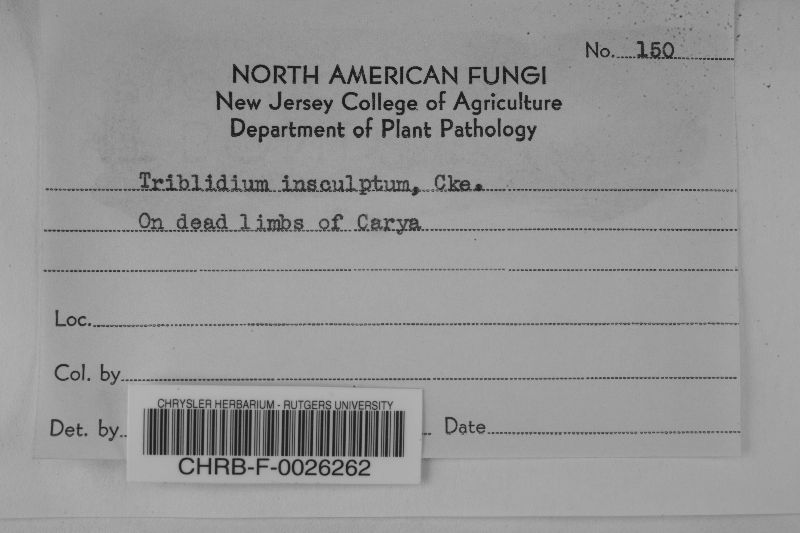 No. 150
NORTH AMERICAN FUNGI
New Jersey College of Agriculture
Department of Plant Pathology
Triblidium insculptum, Cke.
On dead limbs of Carya
Loc.
Col. by
Det. by
Date
CHRYSLER HERBARIUM - RUTGERS UNIVERSITY
CHRB-F-0026262